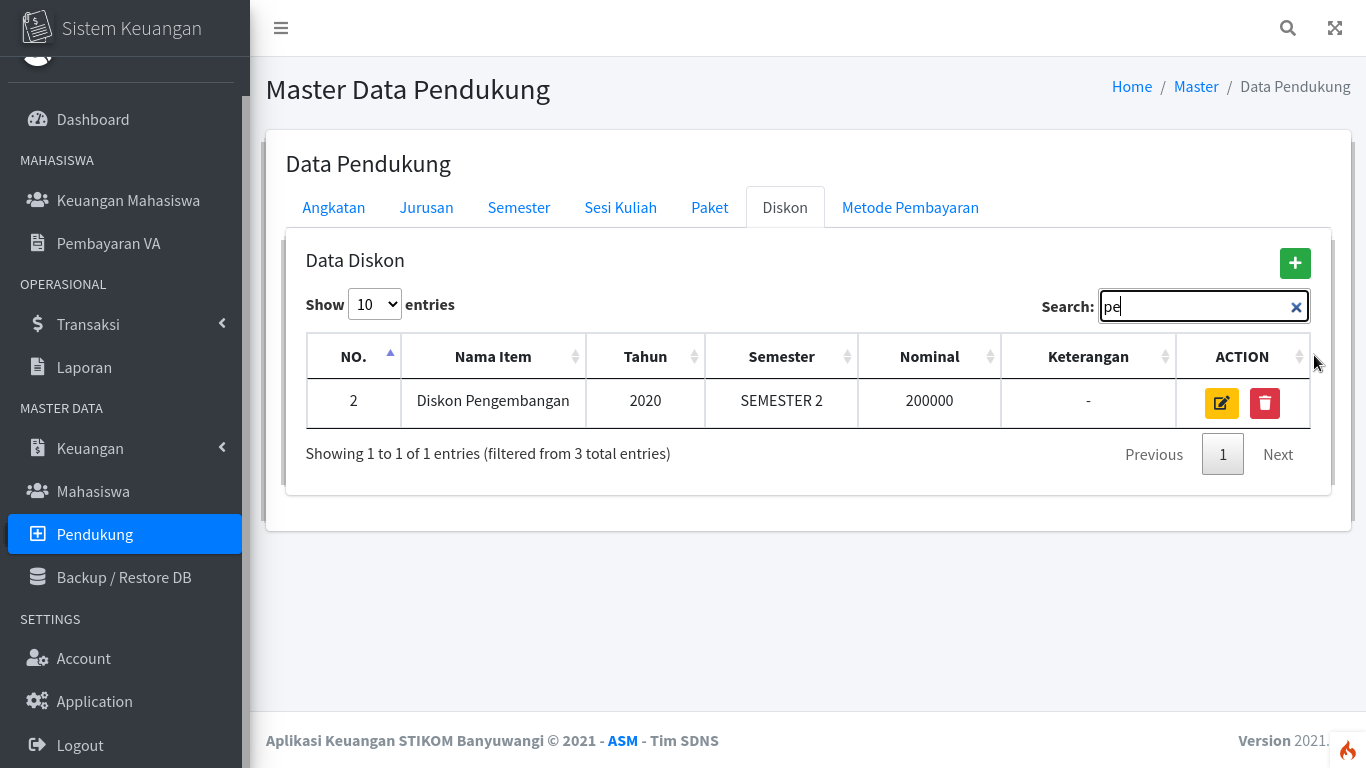 Sistem Keuangan
Dashboard
MAHASISWA
Keuangan Mahasiswa
Pembayaran VA
OPERASIONAL
Transaksi
Laporan
MASTER DATA
Keuangan
Mahasiswa
Pendukung
Backup / Restore DB
SETTINGS
Account
Application
Logout
Master Data Pendukung
Home / Master / Data Pendukung
Data Pendukung
Angkatan Jurusan Semester Sesi Kuliah Paket Diskon Metode Pembayaran
Data Diskon
Show 10 entries
Search: pe
NO. Nama Item Tahun Semester Nominal Keterangan ACTION
2 Diskon Pengembangan 2020 SEMESTER 2 200000 -
Showing 1 to 1 of 1 entries (filtered from 3 total entries)
Previous 1 Next
Aplikasi Keuangan STIKOM Banyuwangi © 2021 - ASM - Tim SDNS
Version 2021.